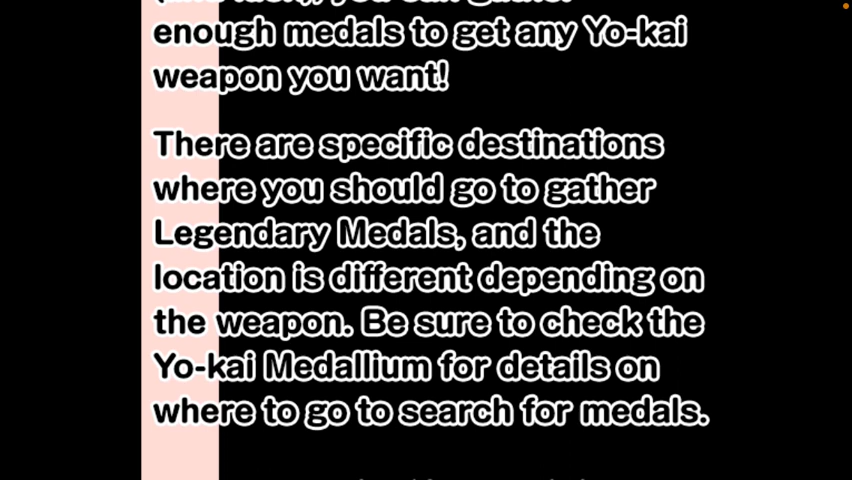 enough medals to get any Yo-kai
weapon you want!
There are specific destinations
where you should go to gather
Legendary Medals, and the
location is different depending on
the weapon. Be sure to check the
Yo-kai Medallium for details on
where to go to search for medals.